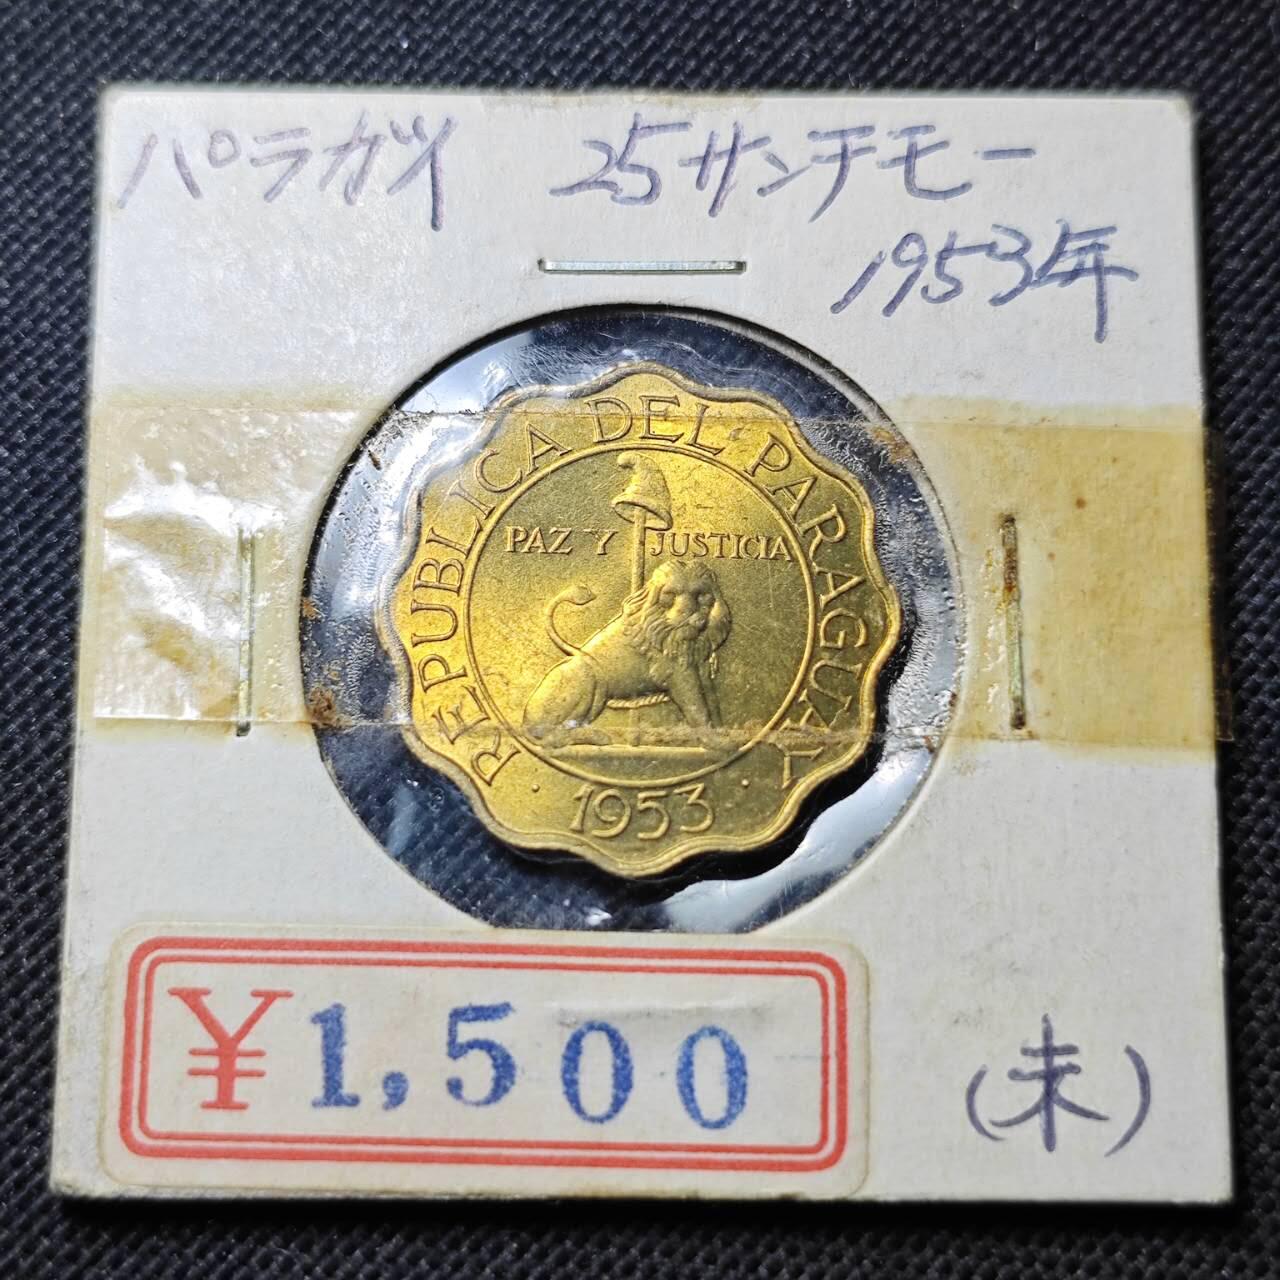 パラガツイ 25サンチモー
1953年
REPUBLICA DEL PARAGUAY
PAZ Y JUSTICIA
· 1953 ·
¥1,500
(未)